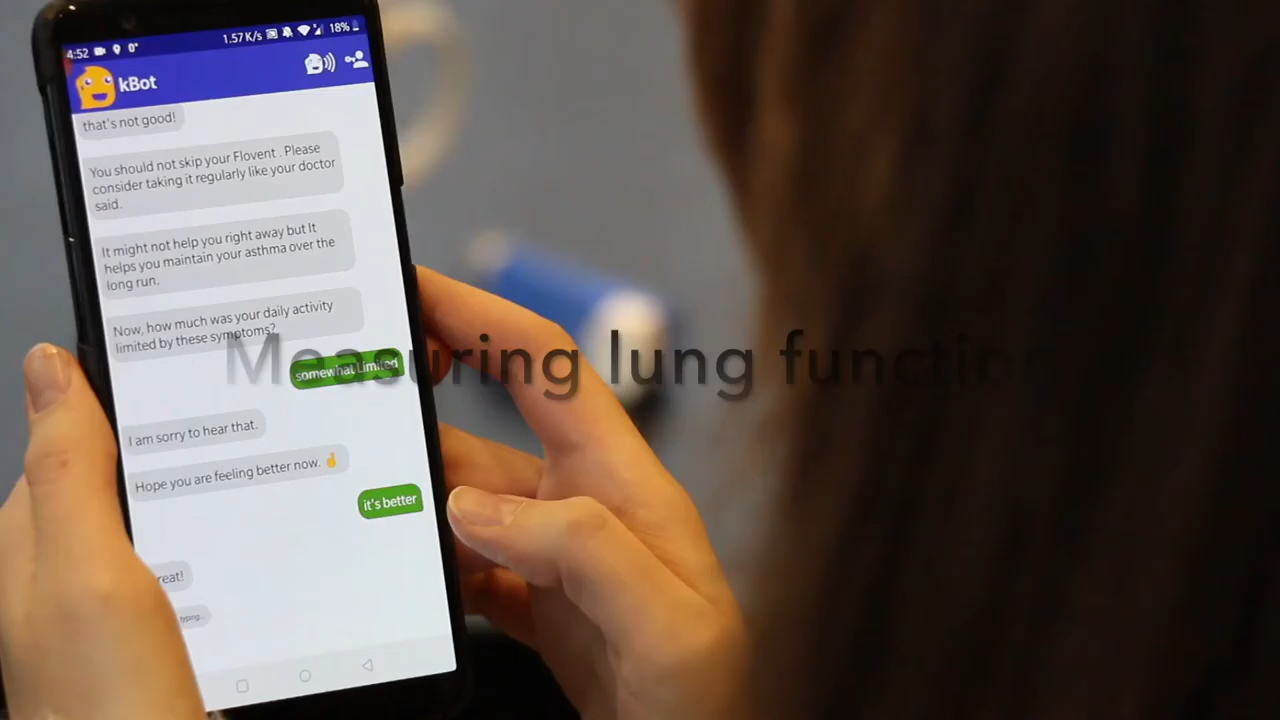 4:52 0° 1.57 K/s 18%
kBot
that's not good!
You should not skip your Flovent . Please
consider taking it regularly like your doctor
said.
It might not help you right away but It
helps you maintain your asthma over the
long run.
Now, how much was your daily activity
limited by these symptoms?
somewhat Limited
Measuring lung functio
I am sorry to hear that.
Hope you are feeling better now. 🤞
it's better
reat!
typing...